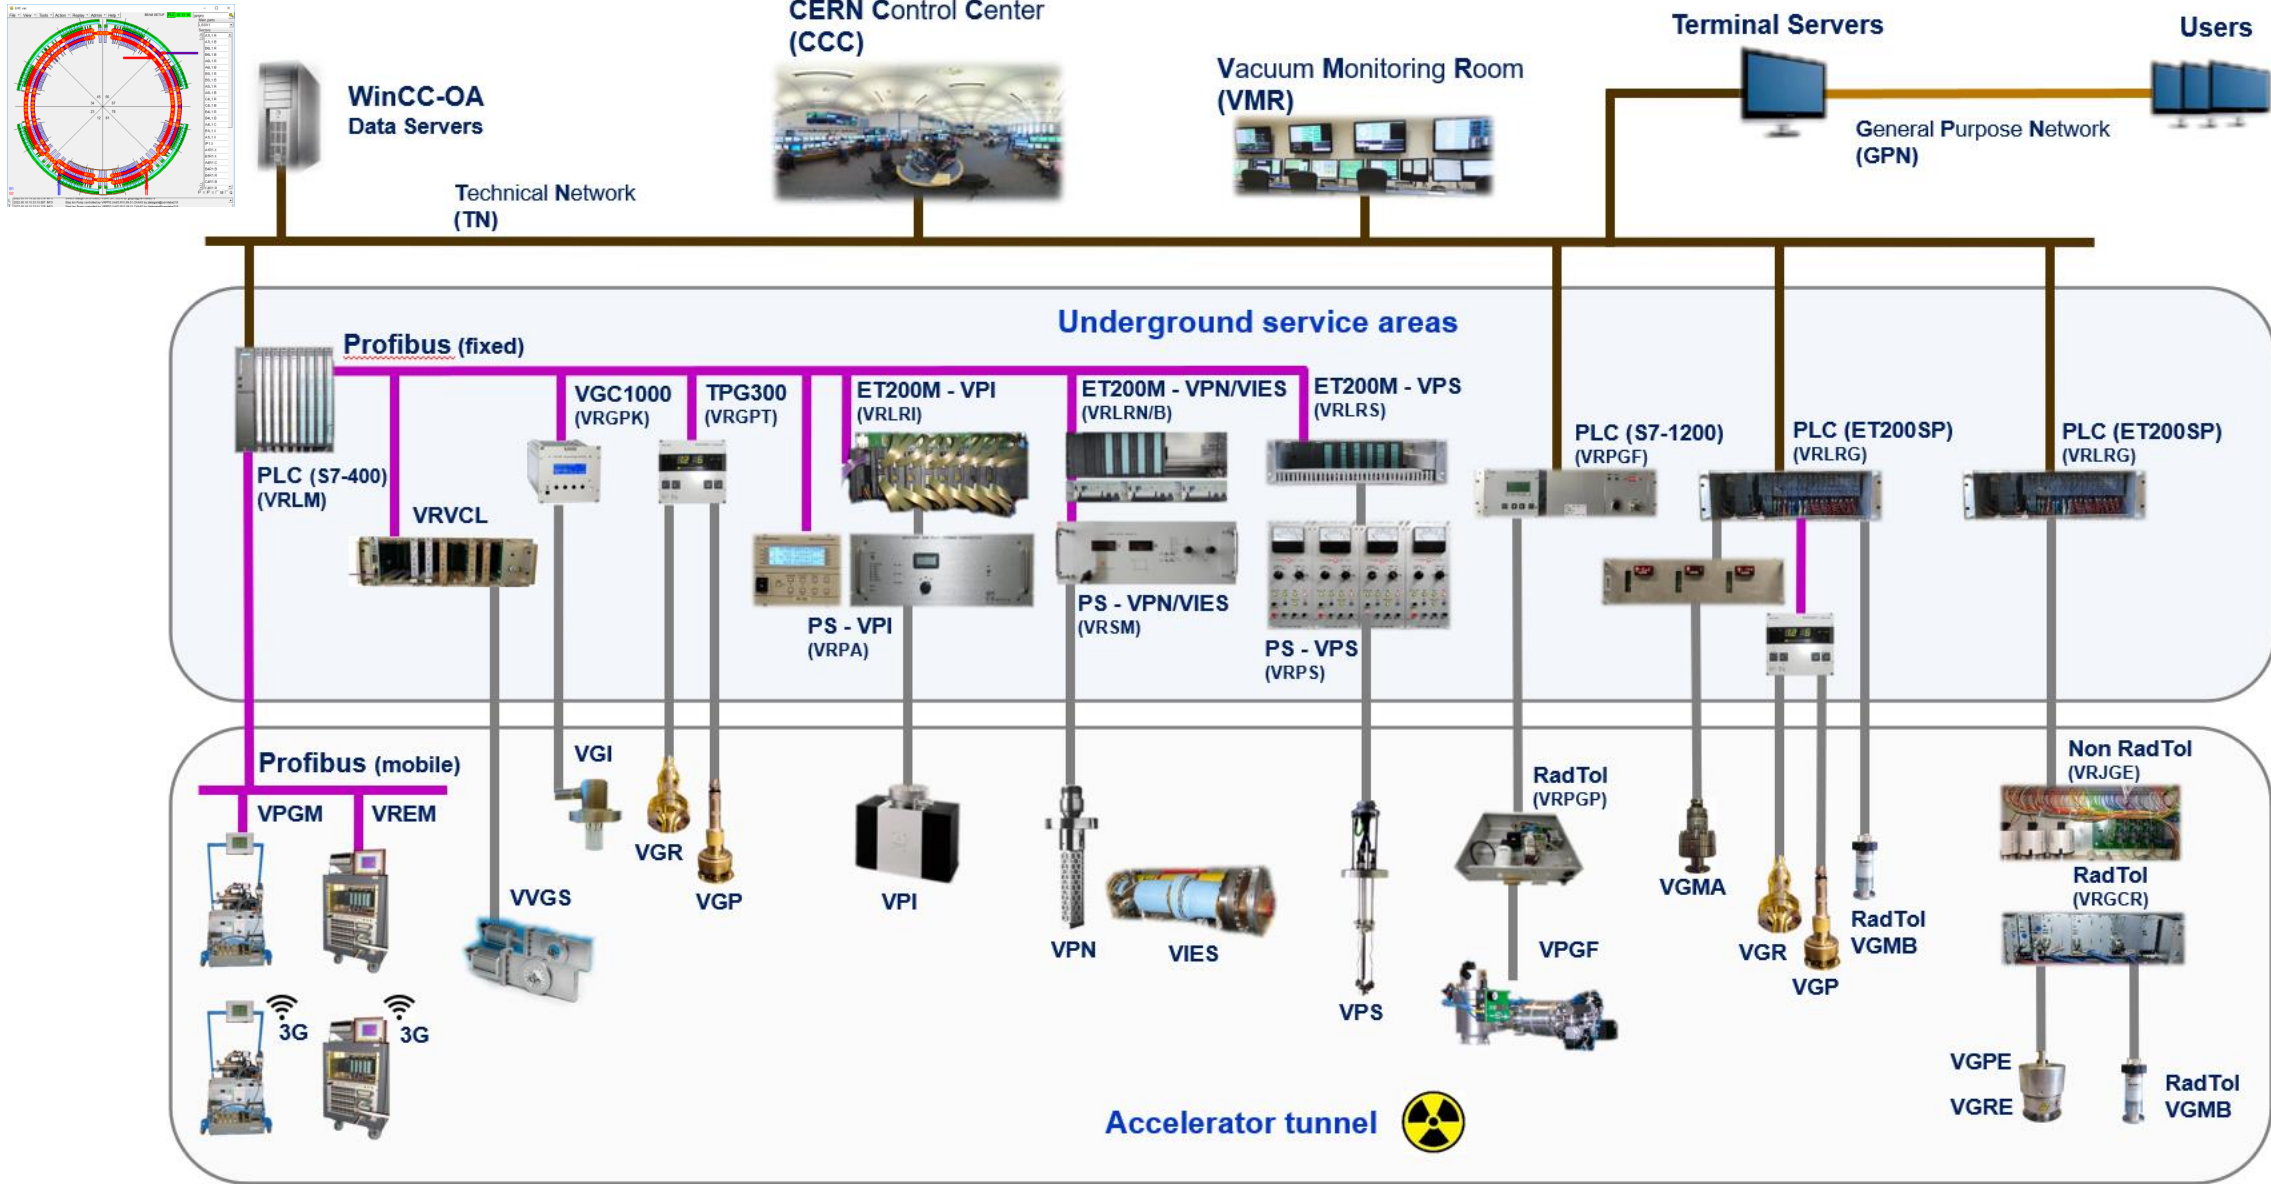 CERN Control Center
(CCC)
Terminal Servers
Users
WinCC-OA
Data Servers
Vacuum Monitoring Room
(VMR)
General Purpose Network
(GPN)
Technical Network
(TN)
Underground service areas
Profibus (fixed)
PLC (S7-400)
(VRLM)
VRVCL
VGC1000
(VRGPK)
TPG300
(VRGPT)
ET200M - VPI
(VRLRI)
ET200M - VPN/VIES
(VRLRN/B)
ET200M - VPS
(VRLRS)
PLC (S7-1200)
(VRPGF)
PLC (ET200SP)
(VRLRG)
PLC (ET200SP)
(VRLRG)
PS - VPI
(VRPA)
PS - VPN/VIES
(VRSM)
PS - VPS
(VRPS)
Profibus (mobile)
VPGM
VREM
3G
3G
VVGS
VGI
VGR
VGP
VPI
VPN
VIES
VPS
RadTol
(VRPGP)
VPGF
VGMA
VGR
VGP
RadTol
VGMB
Non RadTol
(VRJGE)
RadTol
(VRGCR)
VGPE
VGRE
RadTol
VGMB
Accelerator tunnel